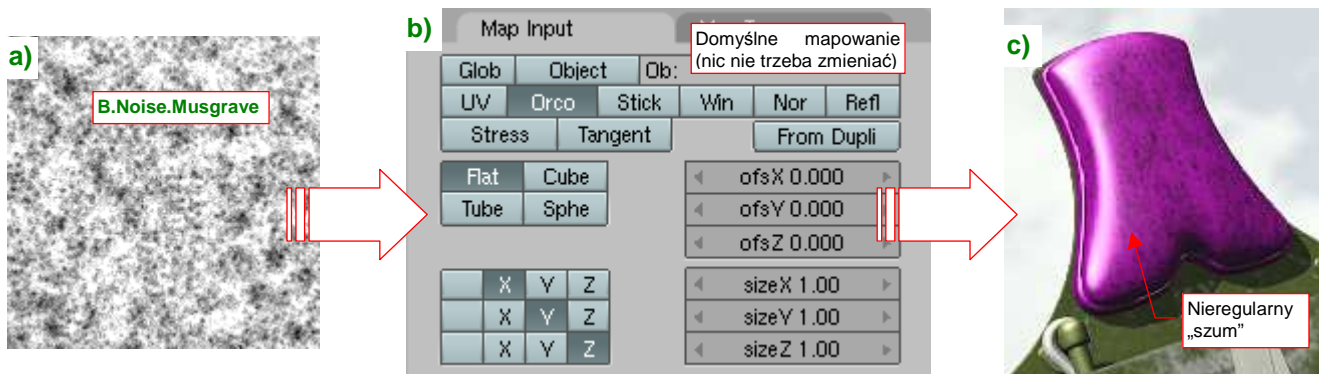 a)
B.Noise.Musgrave
b)
Map Input
Domyślne mapowanie
(nic nie trzeba zmieniać)
Glob Object Ob:
UV Orco Stick Win Nor Refl
Stress Tangent From Dupli
Flat Cube
Tube Sphe
ofsX 0.000
ofsY 0.000
ofsZ 0.000
X Y Z
X Y Z
X Y Z
sizeX 1.00
sizeY 1.00
sizeZ 1.00
c)
Nieregularny
„szum”